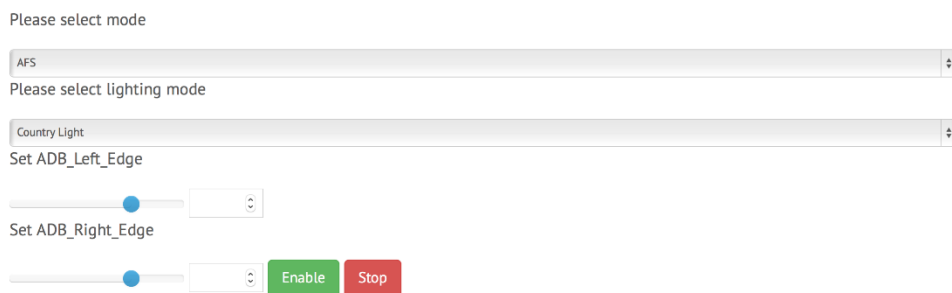 Please select mode
AFS
Please select lighting mode
Country Light
Set ADB_Left_Edge
Set ADB_Right_Edge
Enable Stop